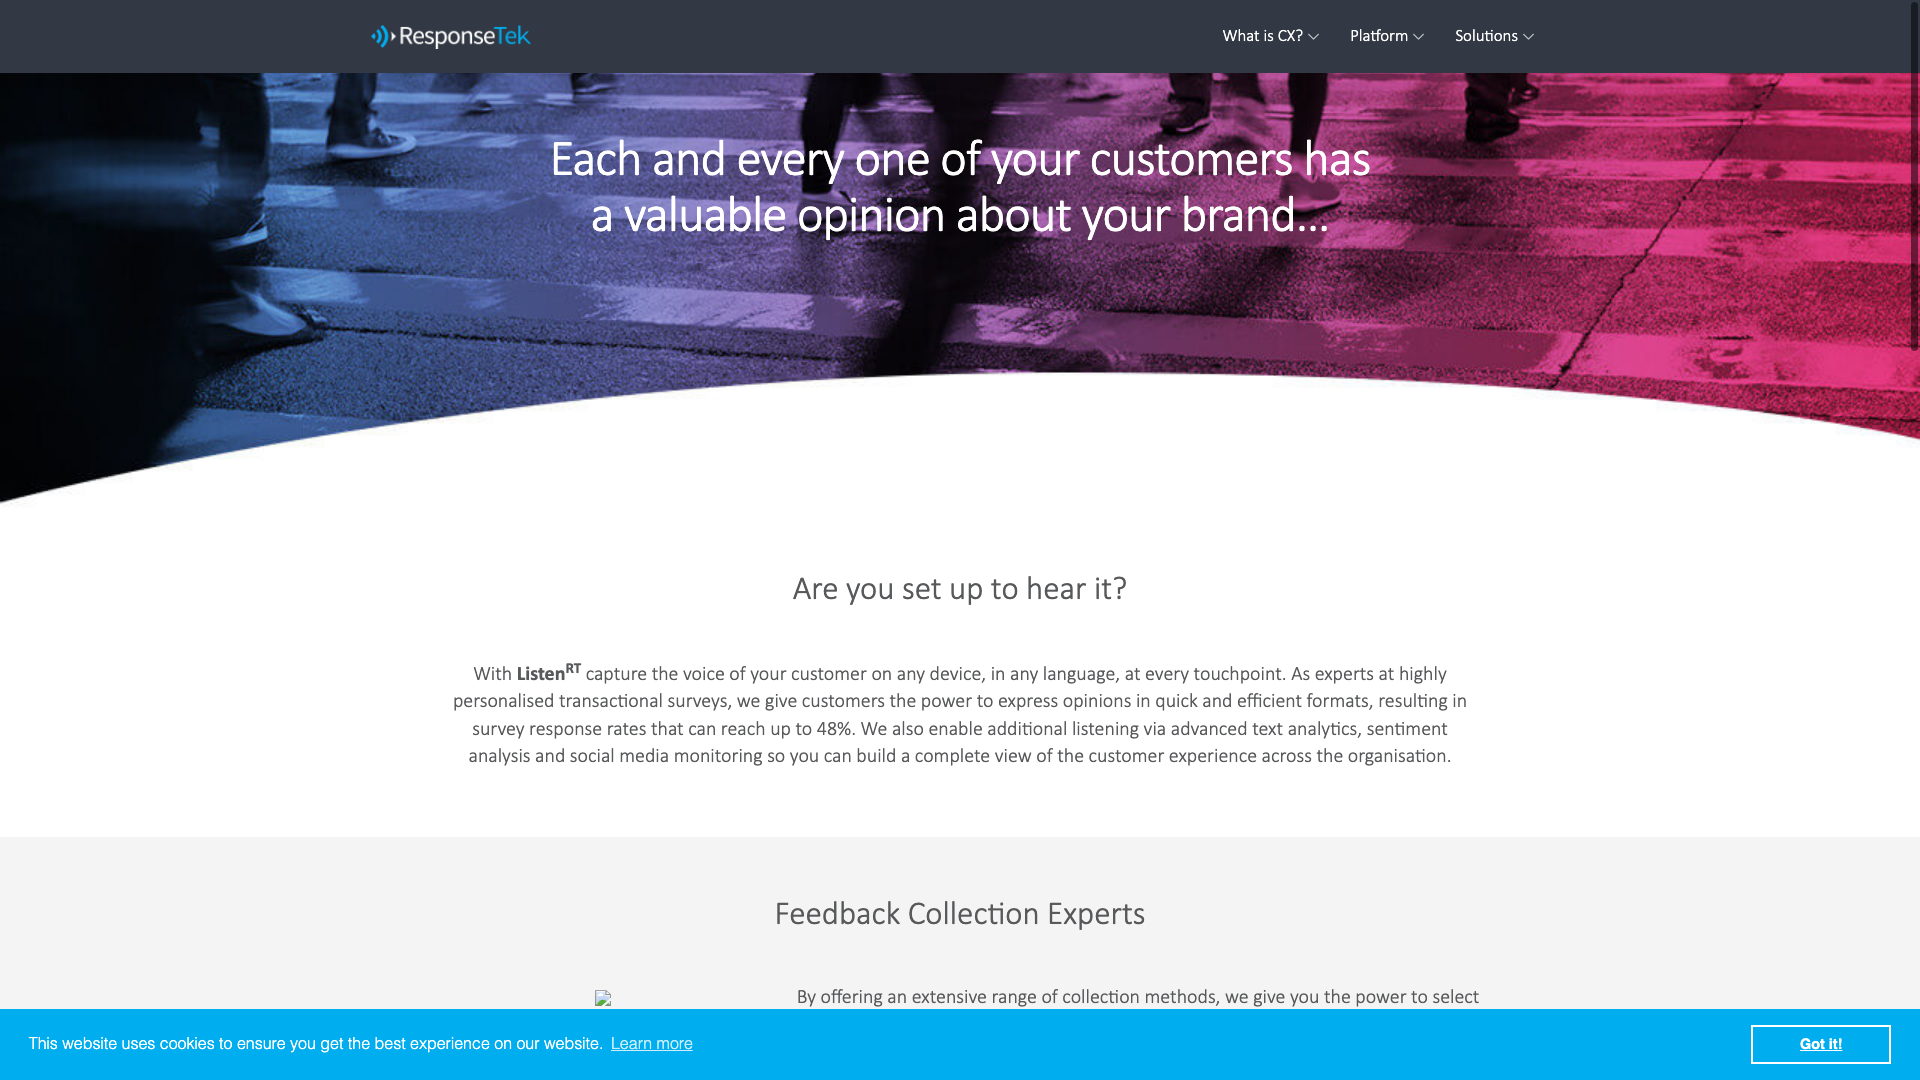 ResponseTek
What is CX?
Platform
Solutions
Each and every one of your customers has
a valuable opinion about your brand...
Are you set up to hear it?
With ListenRT capture the voice of your customer on any device, in any language, at every touchpoint. As experts at highly
personalised transactional surveys, we give customers the power to express opinions in quick and efficient formats, resulting in
survey response rates that can reach up to 48%. We also enable additional listening via advanced text analytics, sentiment
analysis and social media monitoring so you can build a complete view of the customer experience across the organisation.
Feedback Collection Experts
By offering an extensive range of collection methods, we give you the power to select
This website uses cookies to ensure you get the best experience on our website. Learn more
Got it!